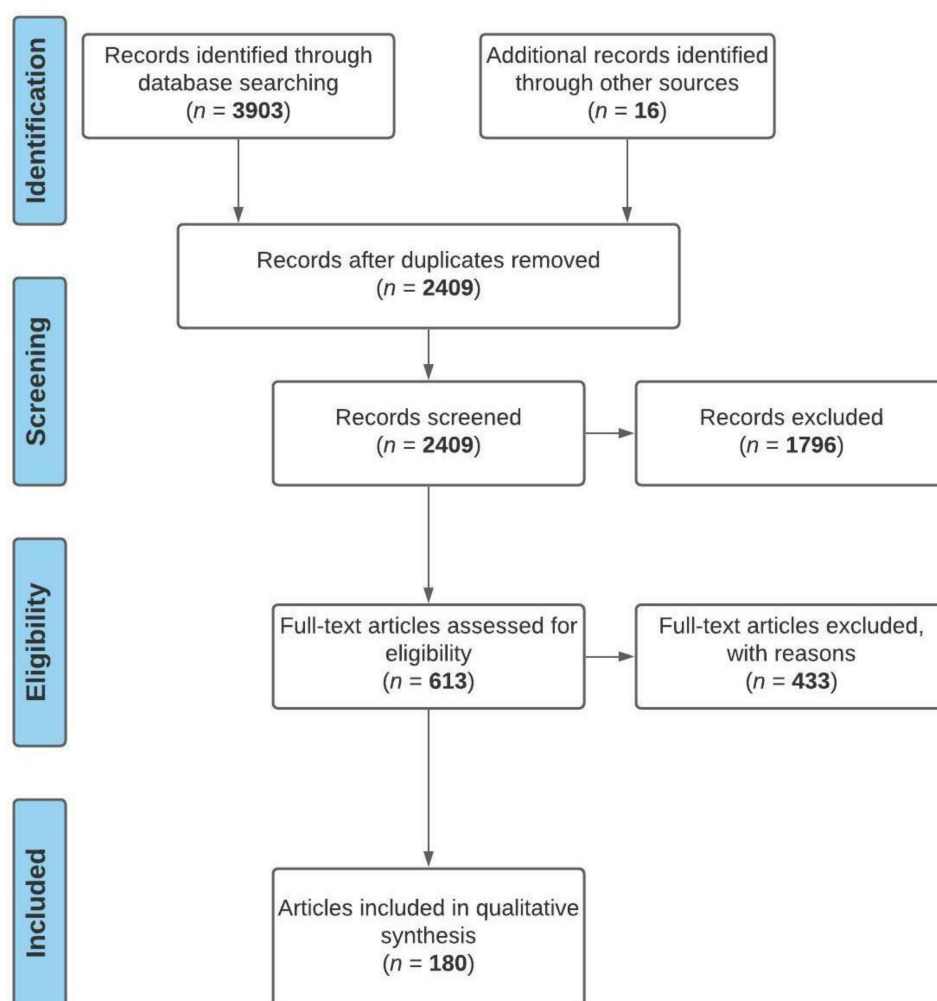 Identification
Records identified through
database searching
(n = 3903)
Additional records identified
through other sources
(n = 16)
Records after duplicates removed
(n = 2409)
Screening
Records screened
(n = 2409)
Records excluded
(n = 1796)
Eligibility
Full-text articles assessed for
eligibility
(n = 613)
Full-text articles excluded,
with reasons
(n = 433)
Included
Articles included in qualitative
synthesis
(n = 180)